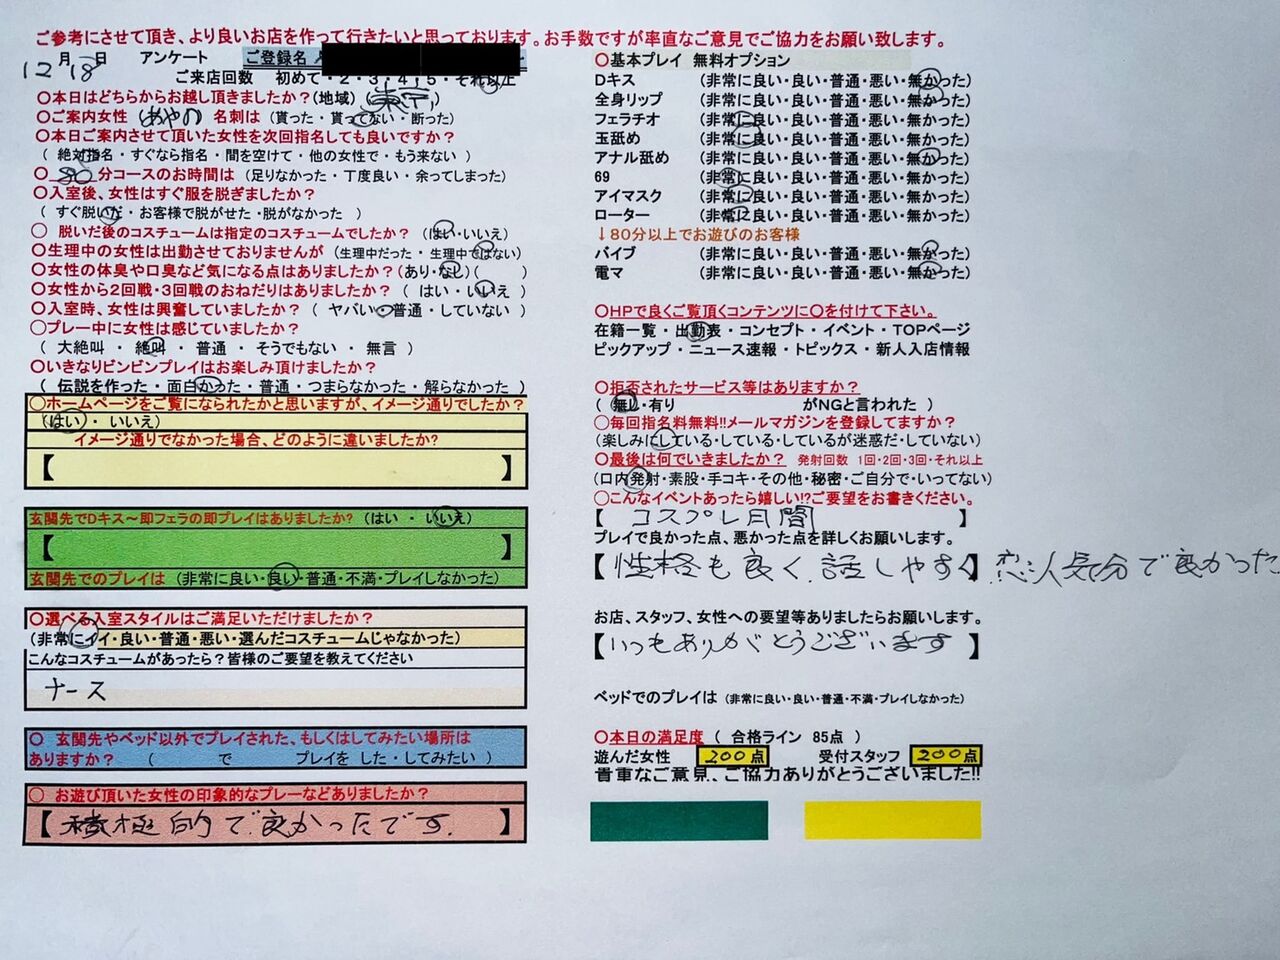 ご参考にさせて頂き、より良いお店を作って行きたいと思っております。お手数ですが率直なご意見でご協力をお願い致します。
12月18日 アンケート ご登録名
ご来店回数 初めて・2・3・4・5・それ以上
〇本日はどちらからお越し頂きましたか?(地域)(東京)
〇ご案内女性 あやの 名刺は (貰った・貰ってない・断った)
〇本日ご案内させて頂いた女性を次回指名しても良いですか?
( 絶対指名・すぐなら指名・間を空けて・他の女性で・もう来ない )
〇 80 分コースのお時間は (足りなかった・丁度良い・余ってしまった)
〇入室後、女性はすぐ服を脱ぎましたか?
( すぐ脱いだ・お客様で脱がせた・脱がなかった )
〇 脱いだ後のコスチュームは指定のコスチュームでしたか? (はい・いいえ)
〇生理中の女性は出勤させておりませんが (生理中だった・生理中ではない)
〇女性の体臭や口臭など気になる点はありましたか?(あり・なし)( )
〇女性から2回戦・3回戦のおねだりはありましたか? ( はい・いいえ )
〇入室時、女性は興奮していましたか? ( ヤバい・普通・していない )
〇プレー中に女性は感じていましたか?
( 大絶叫・絶叫・普通・そうでもない・無言 )
〇いきなりビンビンプレイはお楽しみ頂けましたか?
( 伝説を作った・面白かった・普通・つまらなかった・解らなかった )
〇ホームページをご覧になられたかと思いますが、イメージ通りでしたか?
(はい)・ いいえ)
イメージ通りでなかった場合、どのように違いましたか?
【 】
玄関先でDキス～即フェラの即プレイはありましたか? (はい ・ いいえ)
【 】
玄関先でのプレイは (非常に良い・良い・普通・不満・プレイしなかった)
〇選べる入室スタイルはご満足いただけましたか?
(非常にイイ・良い・普通・悪い・選んだコスチュームじゃなかった)
こんなコスチュームがあったら?皆様のご要望を教えてください
ナース
〇 玄関先やベッド以外でプレイされた、もしくはしてみたい場所は
ありますか? ( で プレイを した・してみたい )
〇 お遊び頂いた女性の印象的なプレーなどありましたか?
【 積極的で良かったです. 】
〇基本プレイ 無料オプション
Dキス (非常に良い・良い・普通・悪い・無かった)
全身リップ (非常に良い・良い・普通・悪い・無かった)
フェラチオ (非常に良い・良い・普通・悪い・無かった)
玉舐め (非常に良い・良い・普通・悪い・無かった)
アナル舐め (非常に良い・良い・普通・悪い・無かった)
69 (非常に良い・良い・普通・悪い・無かった)
アイマスク (非常に良い・良い・普通・悪い・無かった)
ローター (非常に良い・良い・普通・悪い・無かった)
↓80分以上でお遊びのお客様
バイブ (非常に良い・良い・普通・悪い・無かった)
電マ (非常に良い・良い・普通・悪い・無かった)
〇HPで良くご覧頂くコンテンツに〇を付けて下さい。
在籍一覧・出勤表・コンセプト・イベント・TOPページ
ピックアップ・ニュース速報・トピックス・新人入店情報
〇拒否されたサービス等はありますか?
( 無し・有り がNGと言われた )
〇毎回指名料無料!!メールマガジンを登録してますか?
(楽しみにしている・している・しているが迷惑だ・していない)
〇最後は何でいきましたか? 発射回数 1回・2回・3回・それ以上
(口内発射・素股・手コキ・その他・秘密・ご自分で・いってない)
〇こんなイベントあったら嬉しい!?ご要望をお書きください。
【 コスプレ月間 】
プレイで良かった点、悪かった点を詳しくお願いします。
【性格も良く、話しやすく】恋人気分で良かった
お店、スタッフ、女性への要望等ありましたらお願いします。
【いつもありがとうございます 】
ベッドでのプレイは (非常に良い・良い・普通・不満・プレイしなかった)
〇本日の満足度 ( 合格ライン 85点 )
遊んだ女性 200点 受付スタッフ 200点
貴重なご意見、ご協力ありがとうございました!!